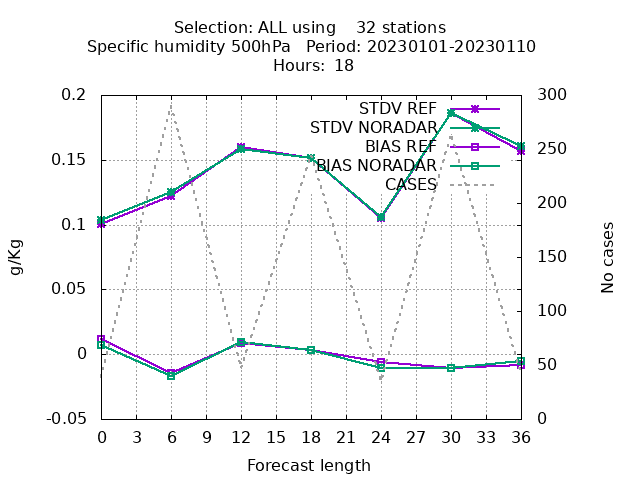 Selection: ALL using    32 stations
Specific humidity 500hPa   Period: 20230101-20230110
Hours: 18
0.2
0.15
0.1
0.05
0
-0.05
g/Kg
STDV REF
STDV NORADAR
BIAS REF
BIAS NORADAR
CASES
300
250
200
150
100
50
0
No cases
0 3 6 9 12 15 18 21 24 27 30 33 36
Forecast length